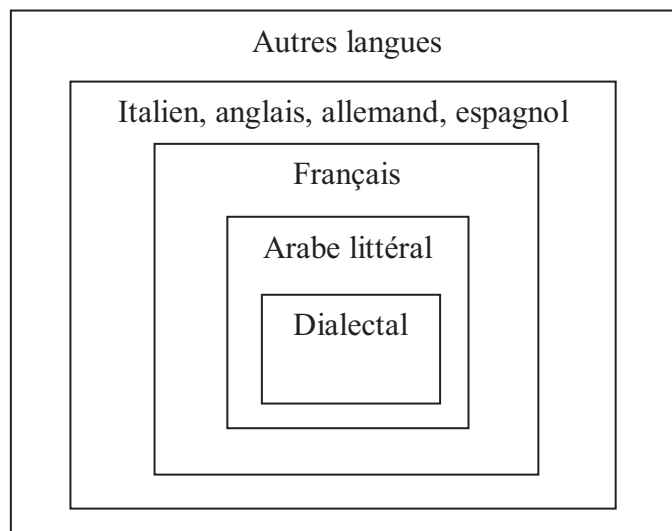 Autres langues
Italien, anglais, allemand, espagnol
Français
Arabe littéral
Dialectal